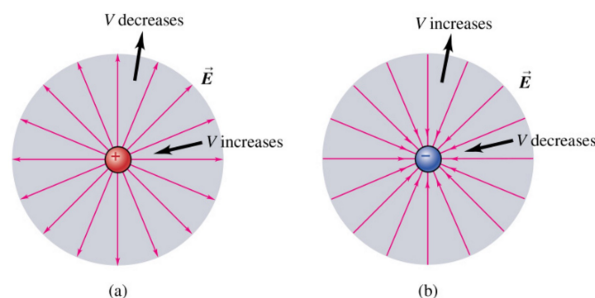 V decreases
E
V increases
+
(a)
V increases
E
V decreases
−
(b)